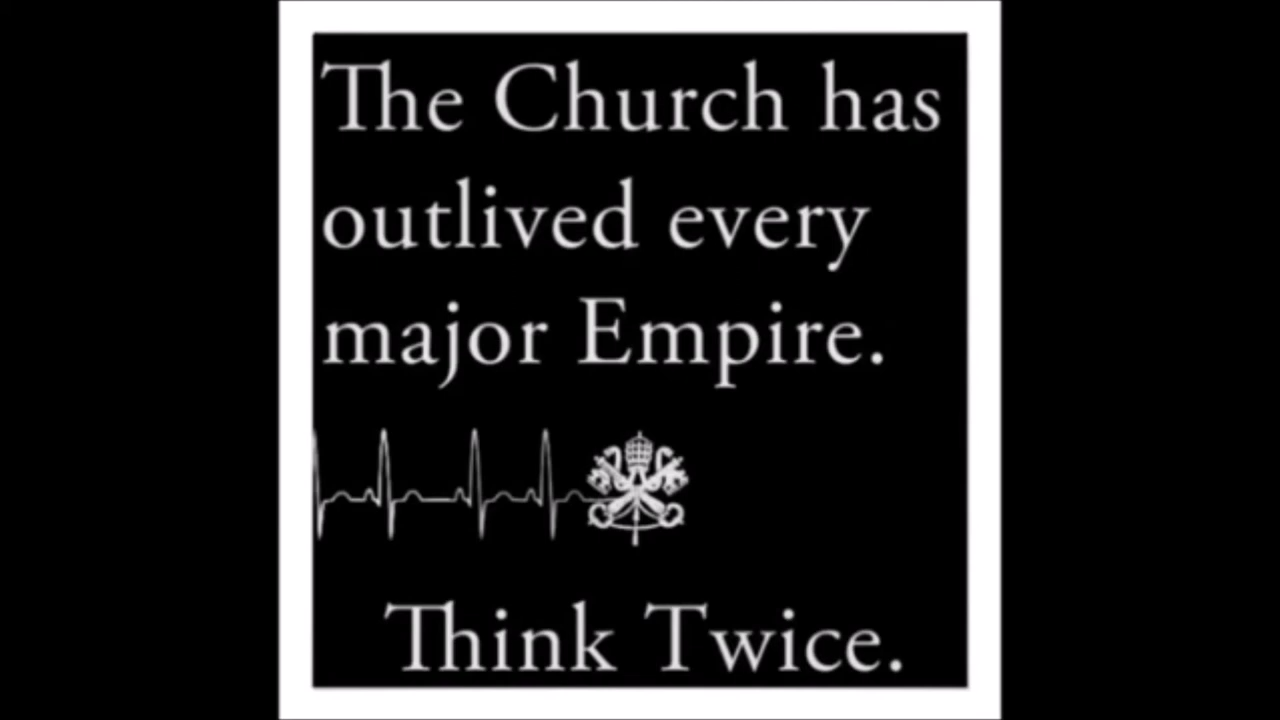 The Church has
outlived every
major Empire.
Think Twice.